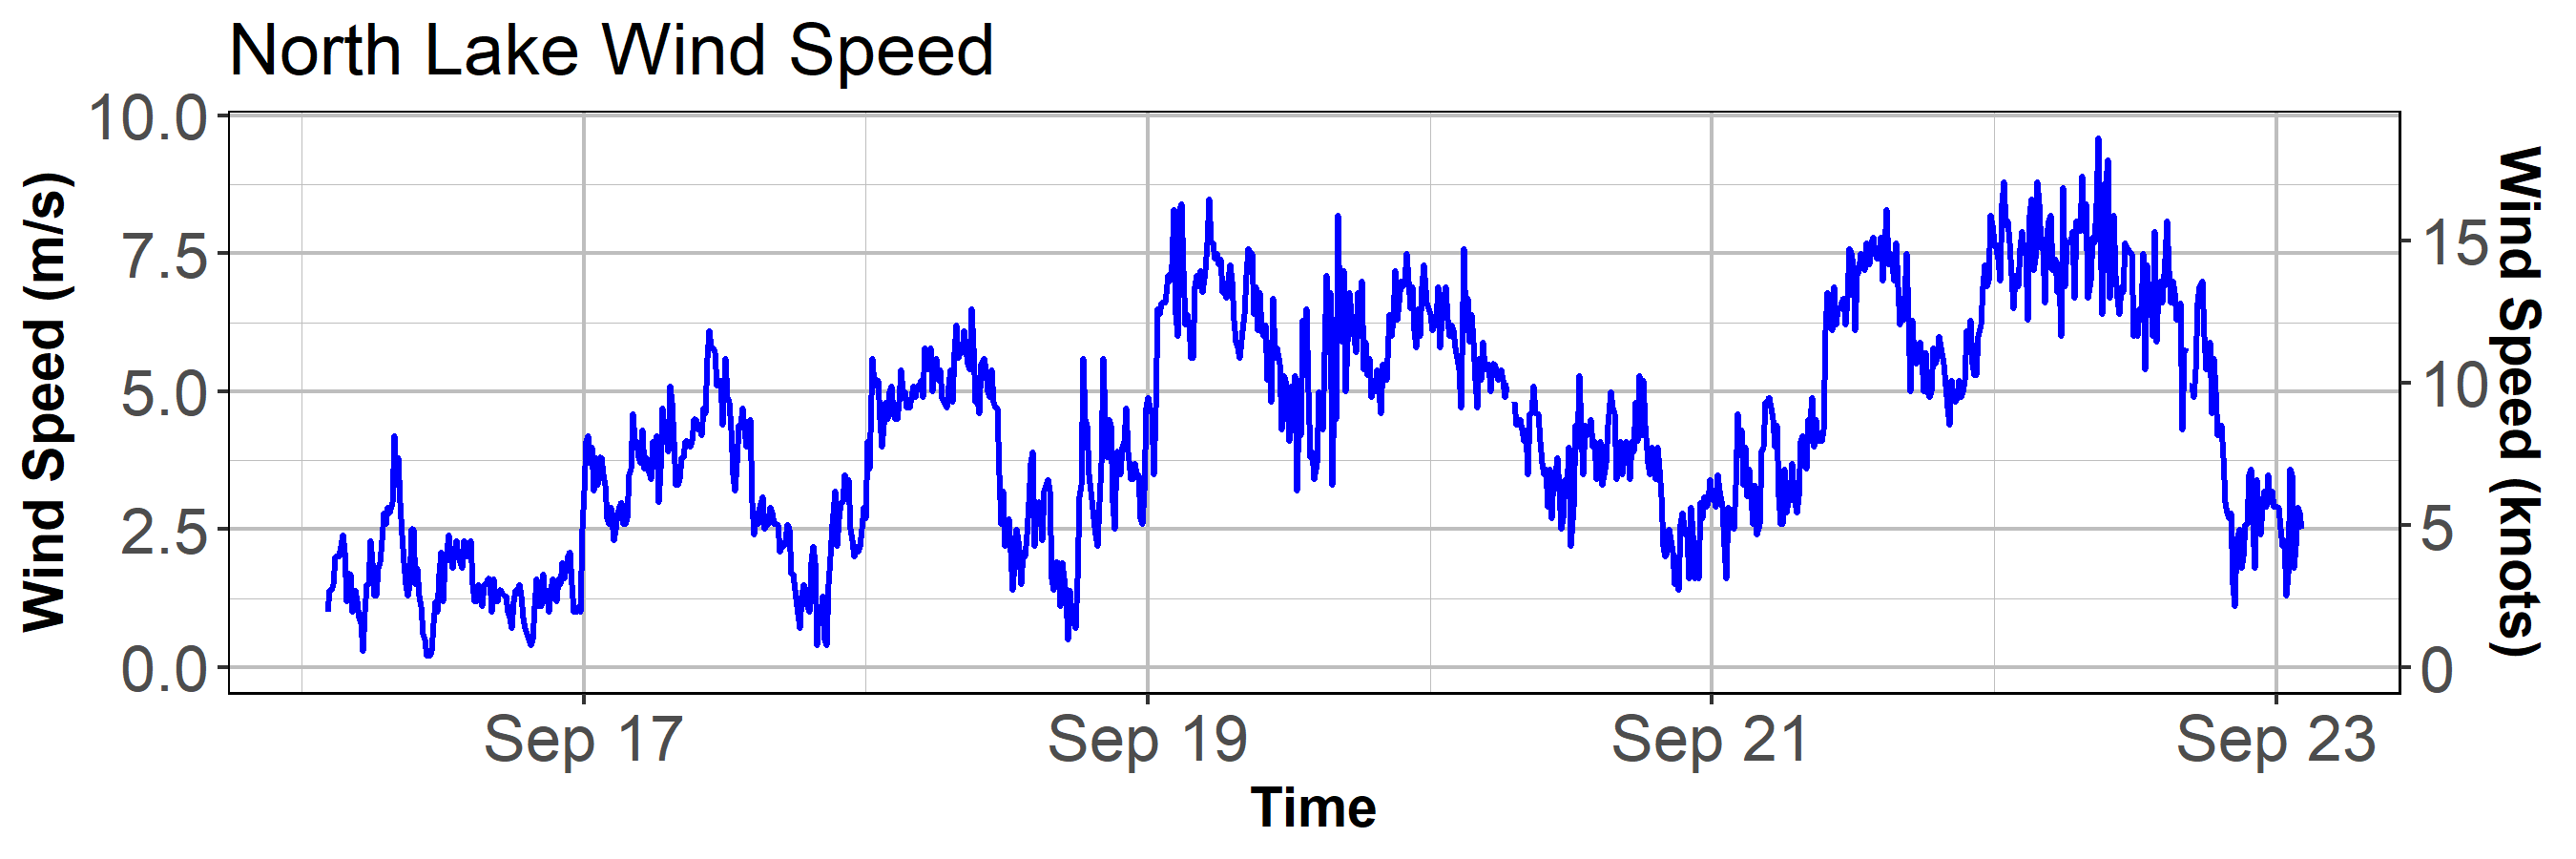 North Lake Wind Speed
10.0
7.5
5.0
2.5
0.0
Wind Speed (m/s)
15
10
5
0
Wind Speed (knots)
Sep 17
Sep 19
Sep 21
Sep 23
Time